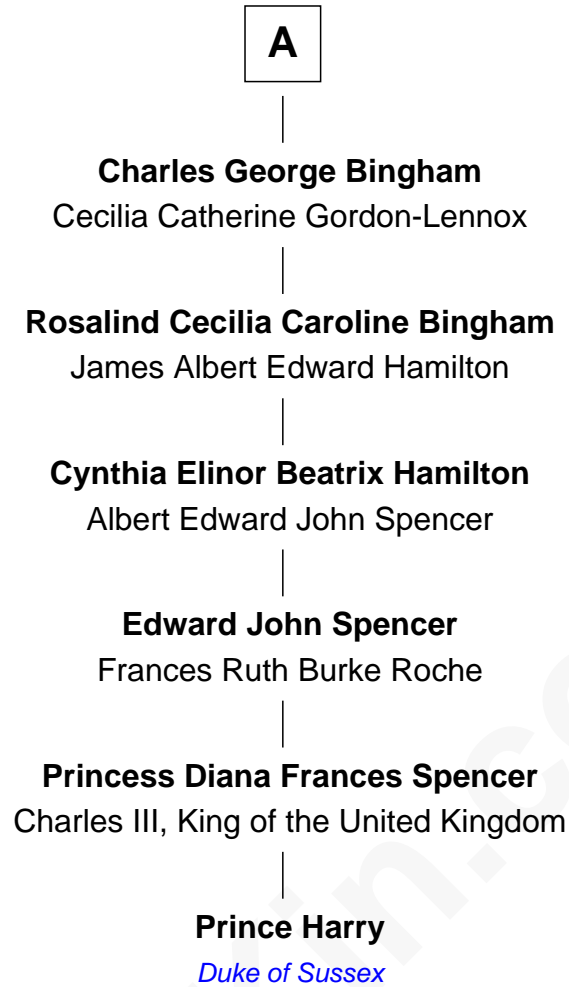 A
Charles George Bingham
Cecilia Catherine Gordon-Lennox
Rosalind Cecilia Caroline Bingham
James Albert Edward Hamilton
Cynthia Elinor Beatrix Hamilton
Albert Edward John Spencer
Edward John Spencer
Frances Ruth Burke Roche
Princess Diana Frances Spencer
Charles III, King of the United Kingdom
Prince Harry
Duke of Sussex